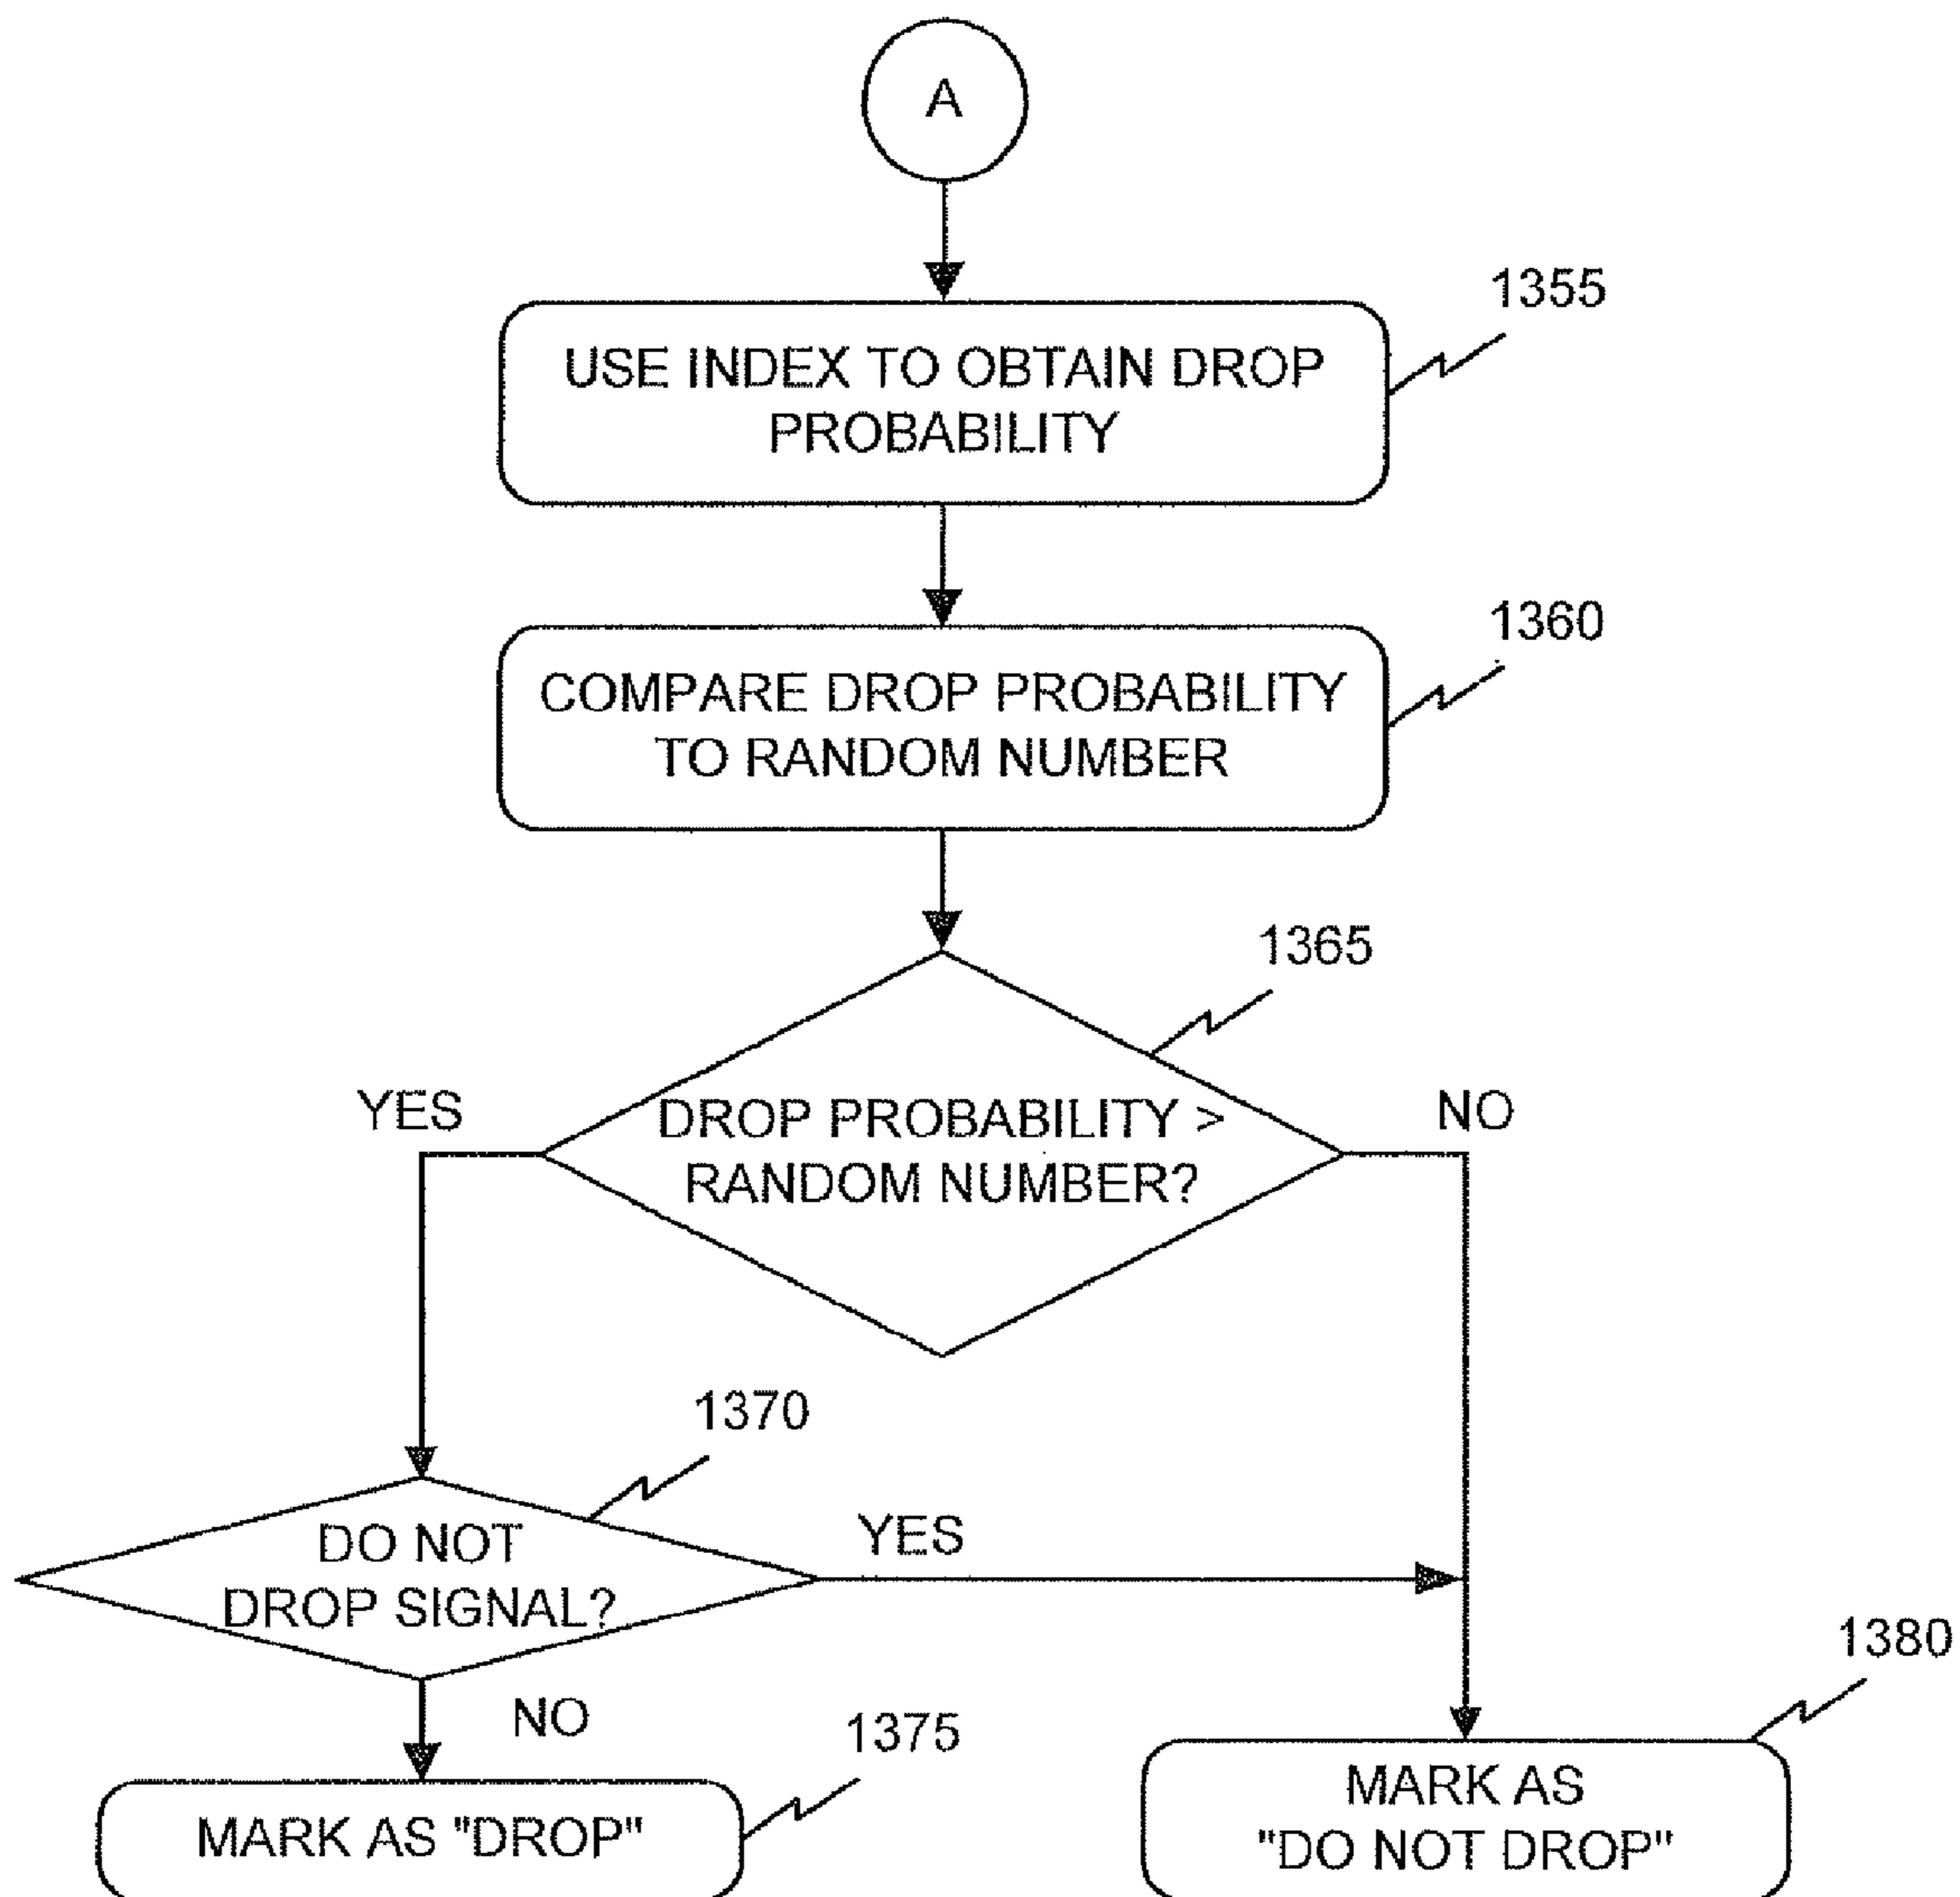 A
1355
USE INDEX TO OBTAIN DROP
PROBABILITY
1360
COMPARE DROP PROBABILITY
TO RANDOM NUMBER
1365
YES
NO
DROP PROBABILITY >
RANDOM NUMBER?
1370
DO NOT
DROP SIGNAL?
YES
1380
NO
1375
MARK AS "DROP"
MARK AS
"DO NOT DROP"